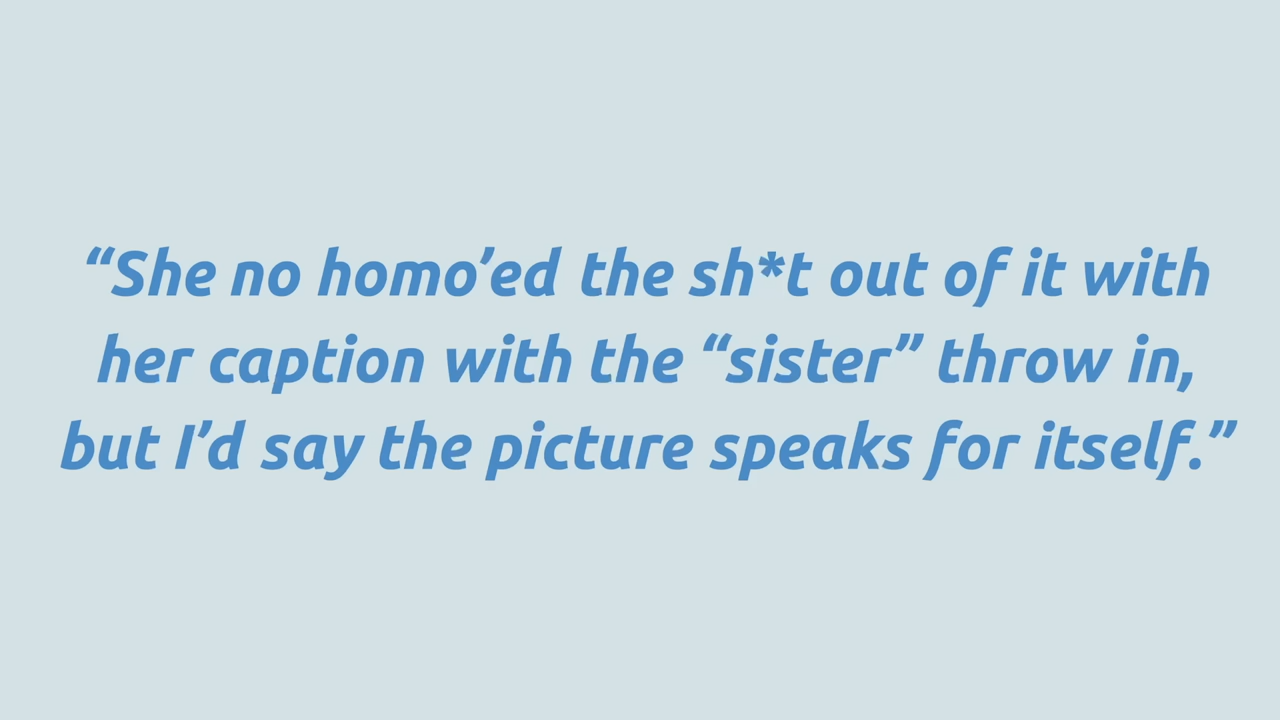 “She no homo’ed the sh*t out of it with
her caption with the “sister” throw in,
but I’d say the picture speaks for itself.”